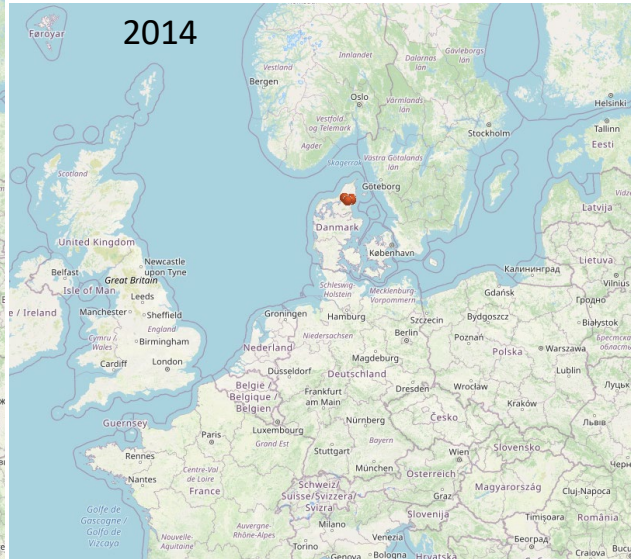 2014
Føroyar
Innlandet
Dalarnas
län
Gävleborgs
län
Vestland
Bergen
Oslo
Värmlands
län
Helsinki
Vestfold
og Telemark
Stockholm
Tallinn
Agder
Eesti
Scotland
Skagerrak
Västra Götalands
län
Göteborg
Latvija
Danmark
United Kingdom
København
Lietuva
Newcastle
upon Tyne
Калининград
Belfast
Great Britain
Vilnius
Isle of Man
Schleswig-
Holstein
Mecklenburg-
Vorpommern
Gdańsk
Leeds
Гродно
e / Ireland
Manchester
Sheffield
Groningen
Hamburg
Szczecin
Bydgoszcz
Białystok
England
Birmingham
Niedersachsen
Berlin
Poznań
Cymru /
Wales
Nederland
Polska
Warszawa
Cardiff
London
Magdeburg
Düsseldorf
Deutschland
Lublin
België
Belgique /
Belgien
Dresden
Wrocław
Frankfurt
am Main
Kraków
Guernsey
Nürnberg
Česko
Львів
Luxembourg
Paris
Grand Est
Bayern
Rennes
Stuttgart
Wien
Slovensko
Centre-Val
de Loire
München
Nantes
Österreich
France
Schweiz/
Suisse/Svizzera/
Svizra
Magyarország
Cluj-Napoca
Graz
Golfe de
Gascogne /
Golfo de
Vizcaya
Slovenija
Timișoara
România
Auvergne-
Rhône-Alpes
Milano
Nouvelle-
Aquitaine
Venezia
Београд
Torino
Genova
Bologna
Hrvatska
Craiova